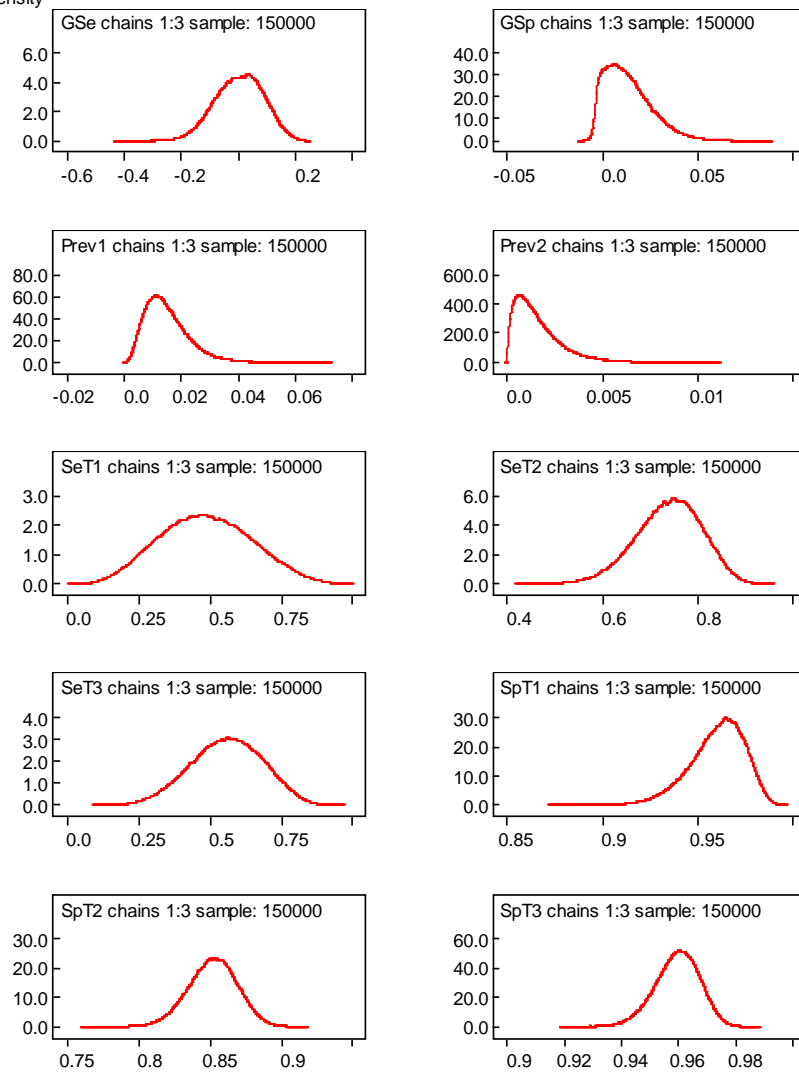 ensity
GSe chains 1:3 sample: 150000
6.0
4.0
2.0
0.0
-0.6 -0.4 -0.2 0.2
GSp chains 1:3 sample: 150000
40.0
30.0
20.0
10.0
0.0
-0.05 0.0 0.05
Prev1 chains 1:3 sample: 150000
80.0
60.0
40.0
20.0
0.0
-0.02 0.0 0.02 0.04 0.06
Prev2 chains 1:3 sample: 150000
600.0
400.0
200.0
0.0
0.0 0.005 0.01
SeT1 chains 1:3 sample: 150000
3.0
2.0
1.0
0.0
0.0 0.25 0.5 0.75
SeT2 chains 1:3 sample: 150000
6.0
4.0
2.0
0.0
0.4 0.6 0.8
SeT3 chains 1:3 sample: 150000
4.0
3.0
2.0
1.0
0.0
0.0 0.25 0.5 0.75
SpT1 chains 1:3 sample: 150000
30.0
20.0
10.0
0.0
0.85 0.9 0.95
SpT2 chains 1:3 sample: 150000
30.0
20.0
10.0
0.0
0.75 0.8 0.85 0.9
SpT3 chains 1:3 sample: 150000
60.0
40.0
20.0
0.0
0.9 0.92 0.94 0.96 0.98